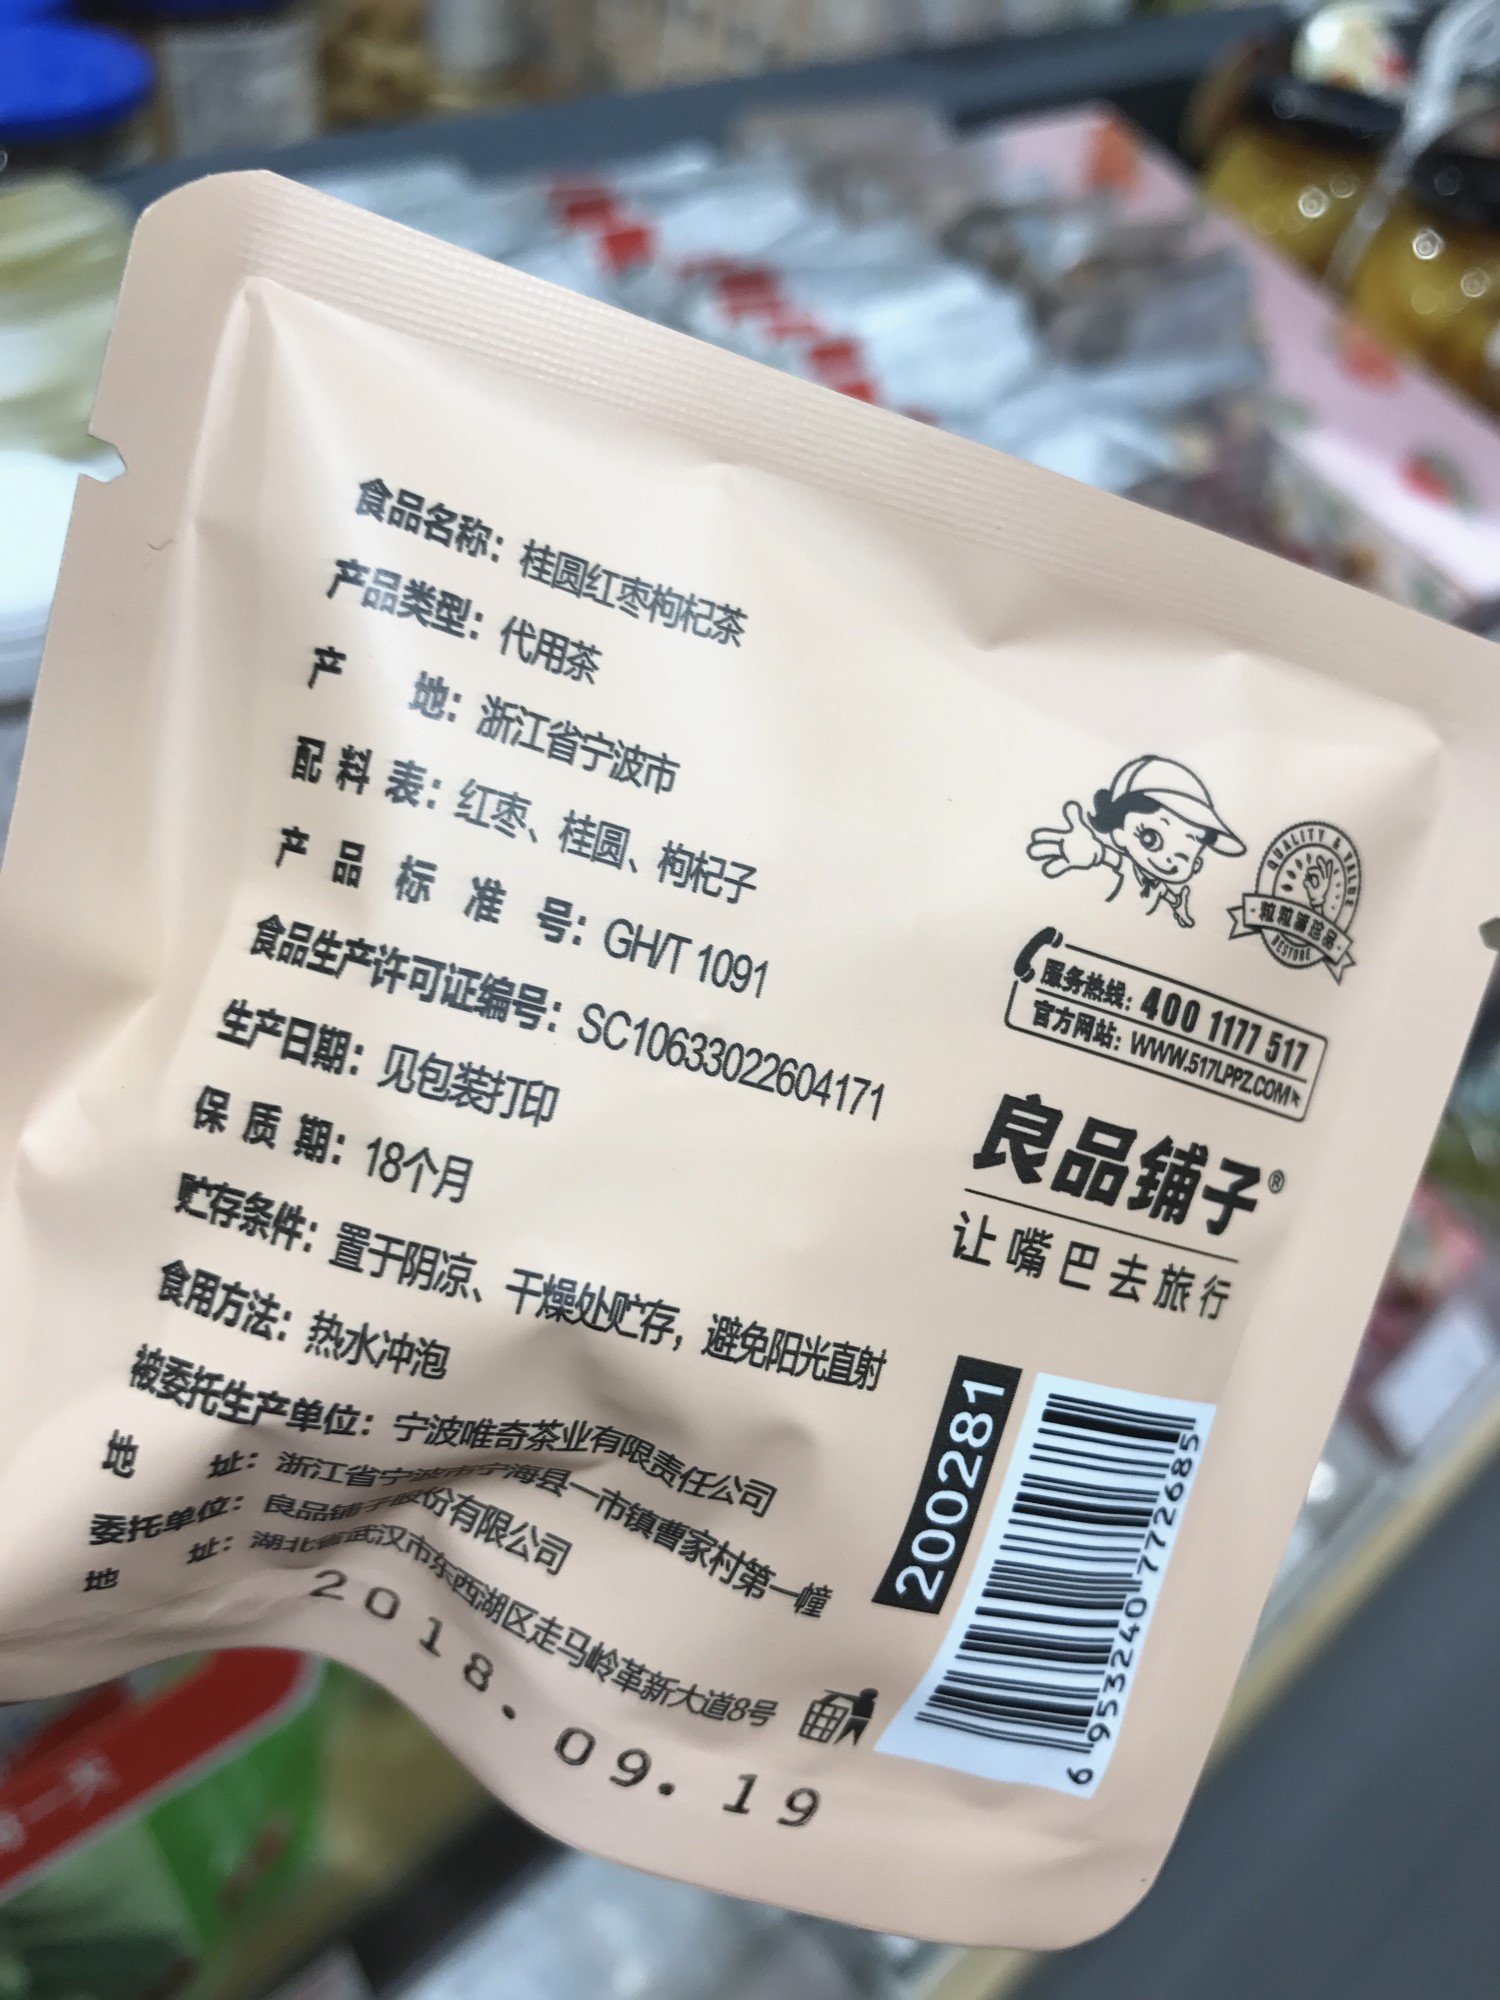 食品名称：桂圆红枣枸杞茶
产品类型：代用茶
产 地：浙江省宁波市
配料表：红枣、桂圆、枸杞子
产品标准号：GH/T 1091
食品生产许可证编号：SC10633022604171
生产日期：见包装打印
保质期：18个月
贮存条件：置于阴凉、干燥处贮存，避免阳光直射
食用方法：热水冲泡
被委托生产单位：宁波唯奇茶业有限责任公司
地 址：浙江省宁波市宁海县一市镇曹家村第一幢
委托单位：良品铺子股份有限公司
地 址：湖北省武汉市东西湖区走马岭革新大道8号
2018.09.19
QUALITY & VALUE
粒粒皆珍品
BESTORE
服务热线：400 1177 517
官方网站：WWW.517LPPZ.COM
良品铺子®
让嘴巴去旅行
200281
6 953240 772685